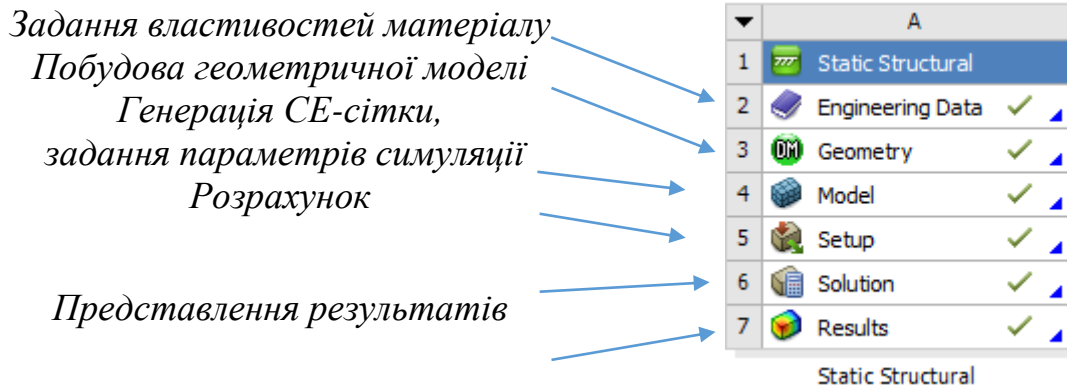 Задання властивостей матеріалу
Побудова геометричної моделі
Генерація СЕ-сітки,
задання параметрів симуляції
Розрахунок
Представлення результатів
A
1 Static Structural
2 Engineering Data
3 DM Geometry
4 Model
5 Setup
6 Solution
7 Results
Static Structural